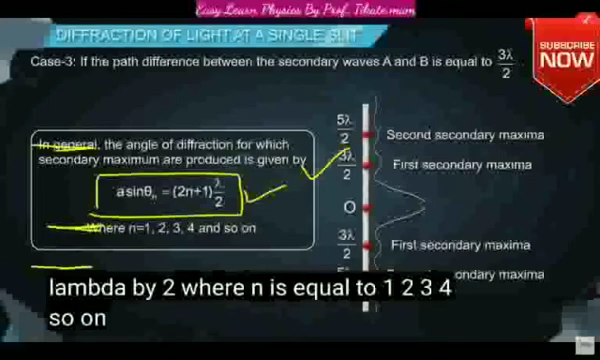 Easy Learn Physics By Prof. Tikate mam
DIFFRACTION OF LIGHT AT A SINGLE SLIT
SUBSCRIBE
NOW
Case-3: If the path difference between the secondary waves A and B is equal to 3λ/2
5λ/2 Second secondary maxima
In general, the angle of diffraction for which
secondary maximum are produced is given by
3λ/2 First secondary maxima
a sinθₙ = (2n+1) λ/2
O
Where n=1, 2, 3, 4 and so on
3λ/2 First secondary maxima
ondary maxima
lambda by 2 where n is equal to 1 2 3 4
so on